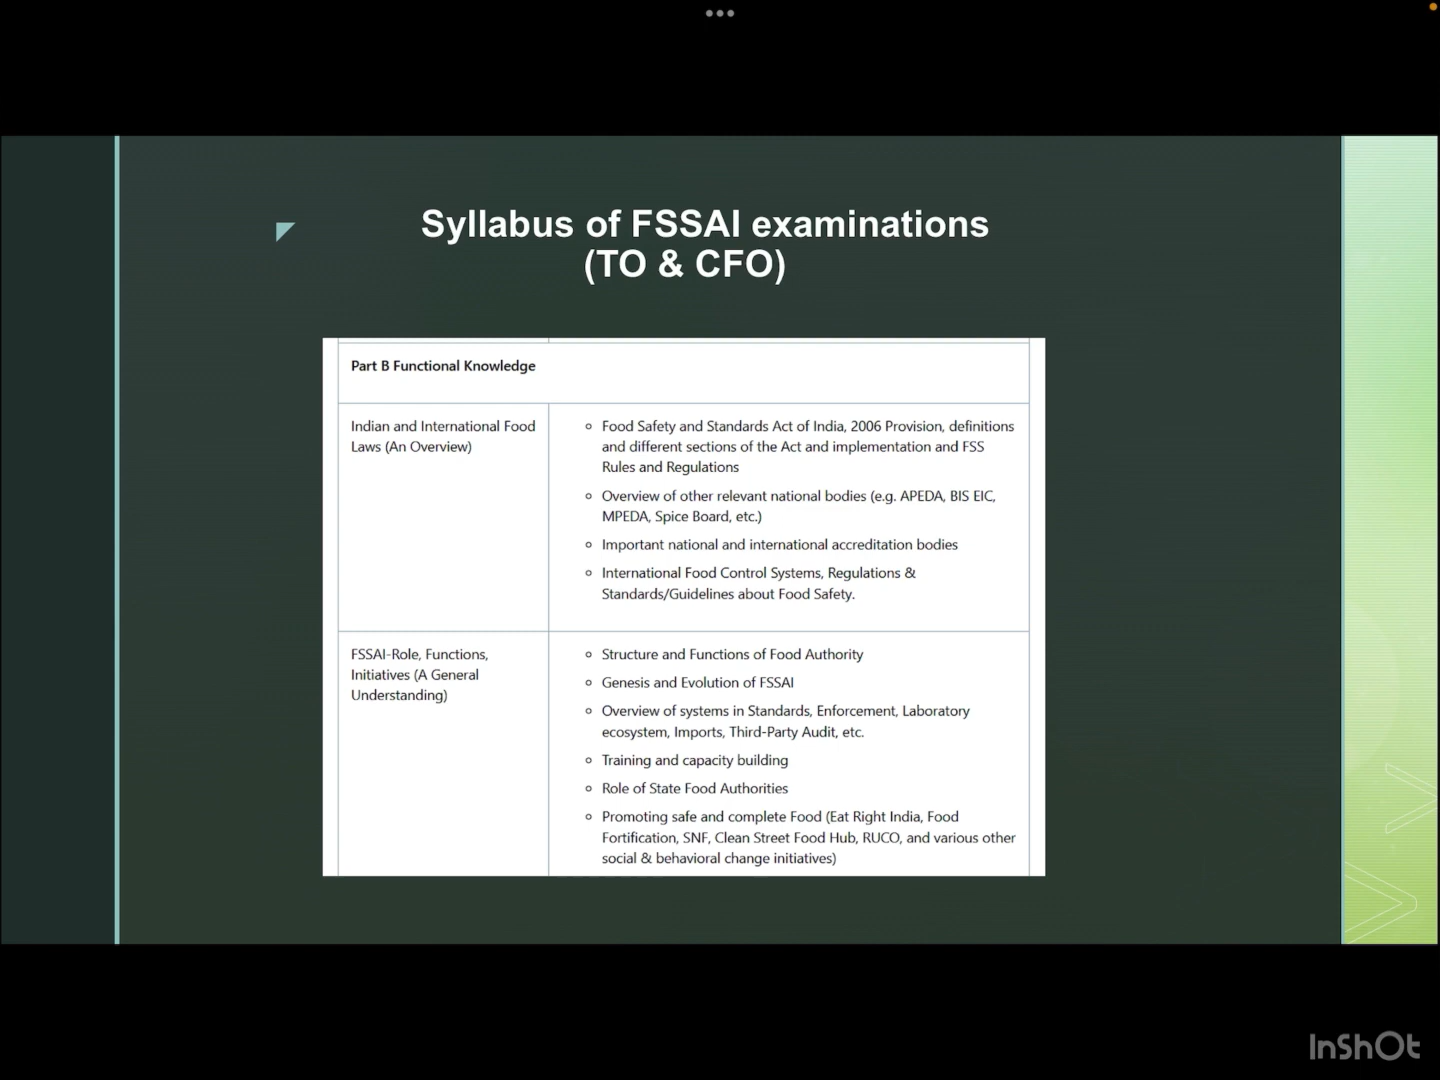 Syllabus of FSSAI examinations
(TO & CFO)
Part B Functional Knowledge
Indian and International Food
Laws (An Overview)
Food Safety and Standards Act of India, 2006 Provision, definitions
and different sections of the Act and implementation and FSS
Rules and Regulations
Overview of other relevant national bodies (e.g. APEDA, BIS EIC,
MPEDA, Spice Board, etc.)
Important national and international accreditation bodies
International Food Control Systems, Regulations &
Standards/Guidelines about Food Safety.
FSSAI-Role, Functions,
Initiatives (A General
Understanding)
Structure and Functions of Food Authority
Genesis and Evolution of FSSAI
Overview of systems in Standards, Enforcement, Laboratory
ecosystem, Imports, Third-Party Audit, etc.
Training and capacity building
Role of State Food Authorities
Promoting safe and complete Food (Eat Right India, Food
Fortification, SNF, Clean Street Food Hub, RUCO, and various other
social & behavioral change initiatives)
InShOt